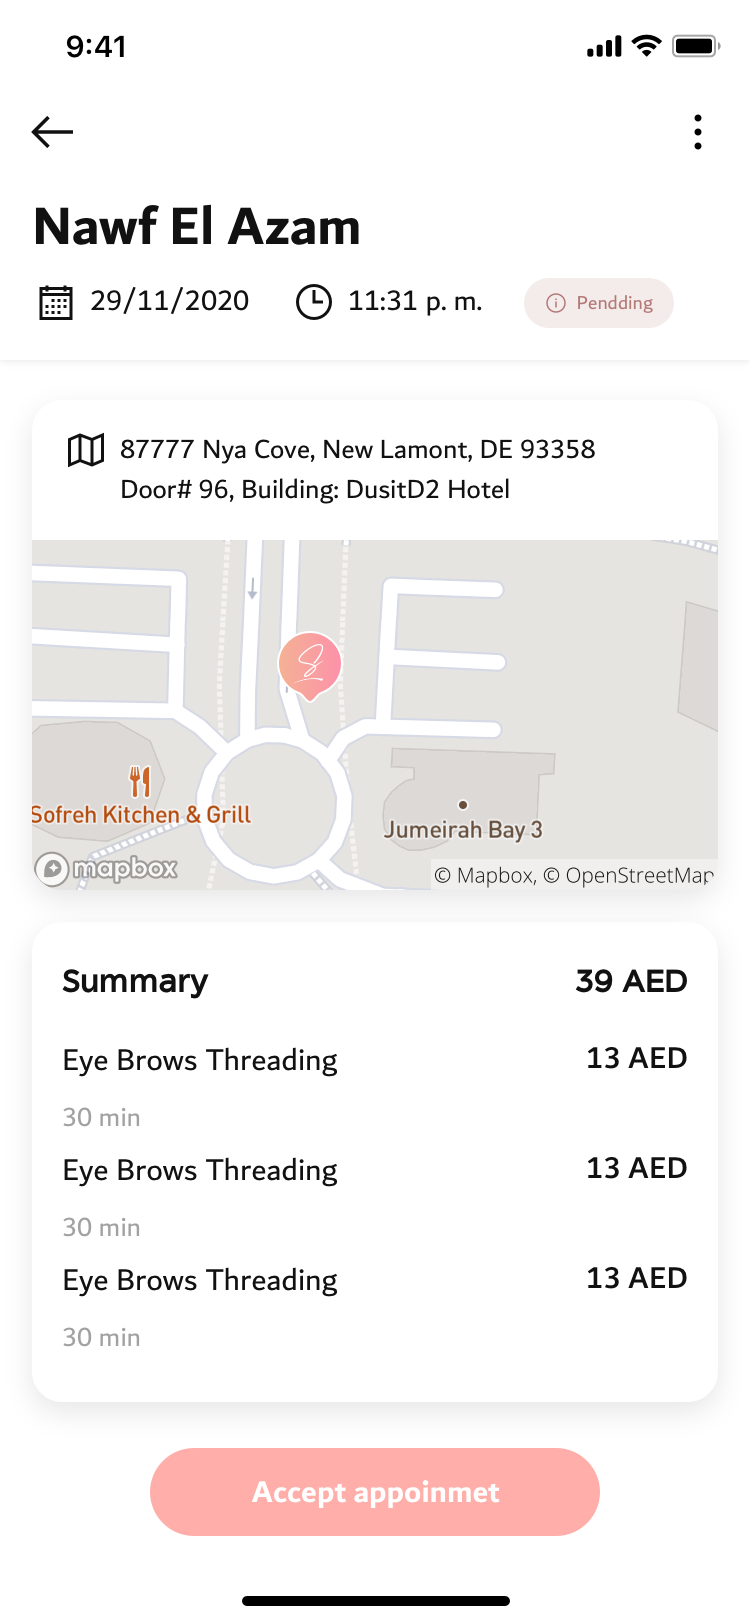 9:41
Nawf El Azam
29/11/2020
11:31 p. m.
Pendding
87777 Nya Cove, New Lamont, DE 93358
Door# 96, Building: DusitD2 Hotel
Sofreh Kitchen & Grill
Jumeirah Bay 3
mapbox
© Mapbox, © OpenStreetMap
Summary
39 AED
Eye Brows Threading
13 AED
30 min
Eye Brows Threading
13 AED
30 min
Eye Brows Threading
13 AED
30 min
Accept appoinmet